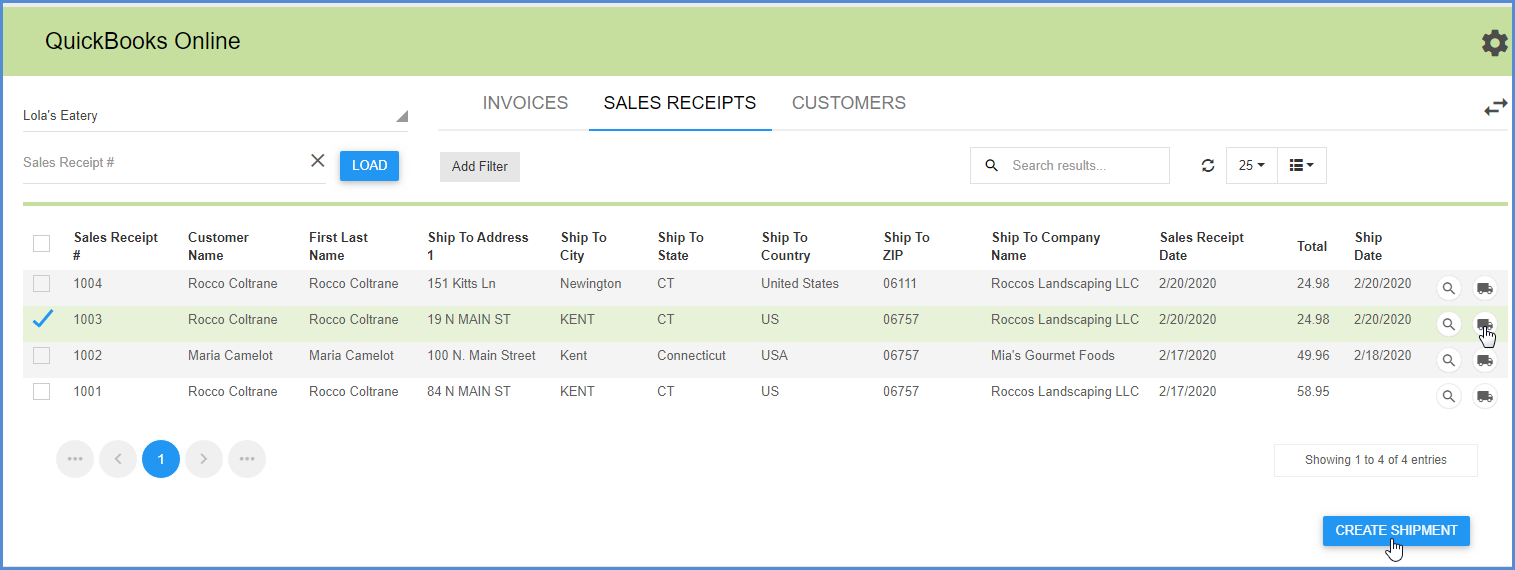 QuickBooks Online
INVOICES SALES RECEIPTS CUSTOMERS
Lola's Eatery
Sales Receipt # LOAD Add Filter Search results... 25
Sales Receipt # Customer Name First Last Name Ship To Address 1 Ship To City Ship To State Ship To Country Ship To ZIP Ship To Company Name Sales Receipt Date Total Ship Date
1004 Rocco Coltrane Rocco Coltrane 151 Kitts Ln Newington CT United States 06111 Roccos Landscaping LLC 2/20/2020 24.98 2/20/2020
1003 Rocco Coltrane Rocco Coltrane 19 N MAIN ST KENT CT US 06757 Roccos Landscaping LLC 2/20/2020 24.98 2/20/2020
1002 Maria Camelot Maria Camelot 100 N. Main Street Kent Connecticut USA 06757 Mia's Gourmet Foods 2/17/2020 49.96 2/18/2020
1001 Rocco Coltrane Rocco Coltrane 84 N MAIN ST KENT CT US 06757 Roccos Landscaping LLC 2/17/2020 58.95
1 Showing 1 to 4 of 4 entries
CREATE SHIPMENT